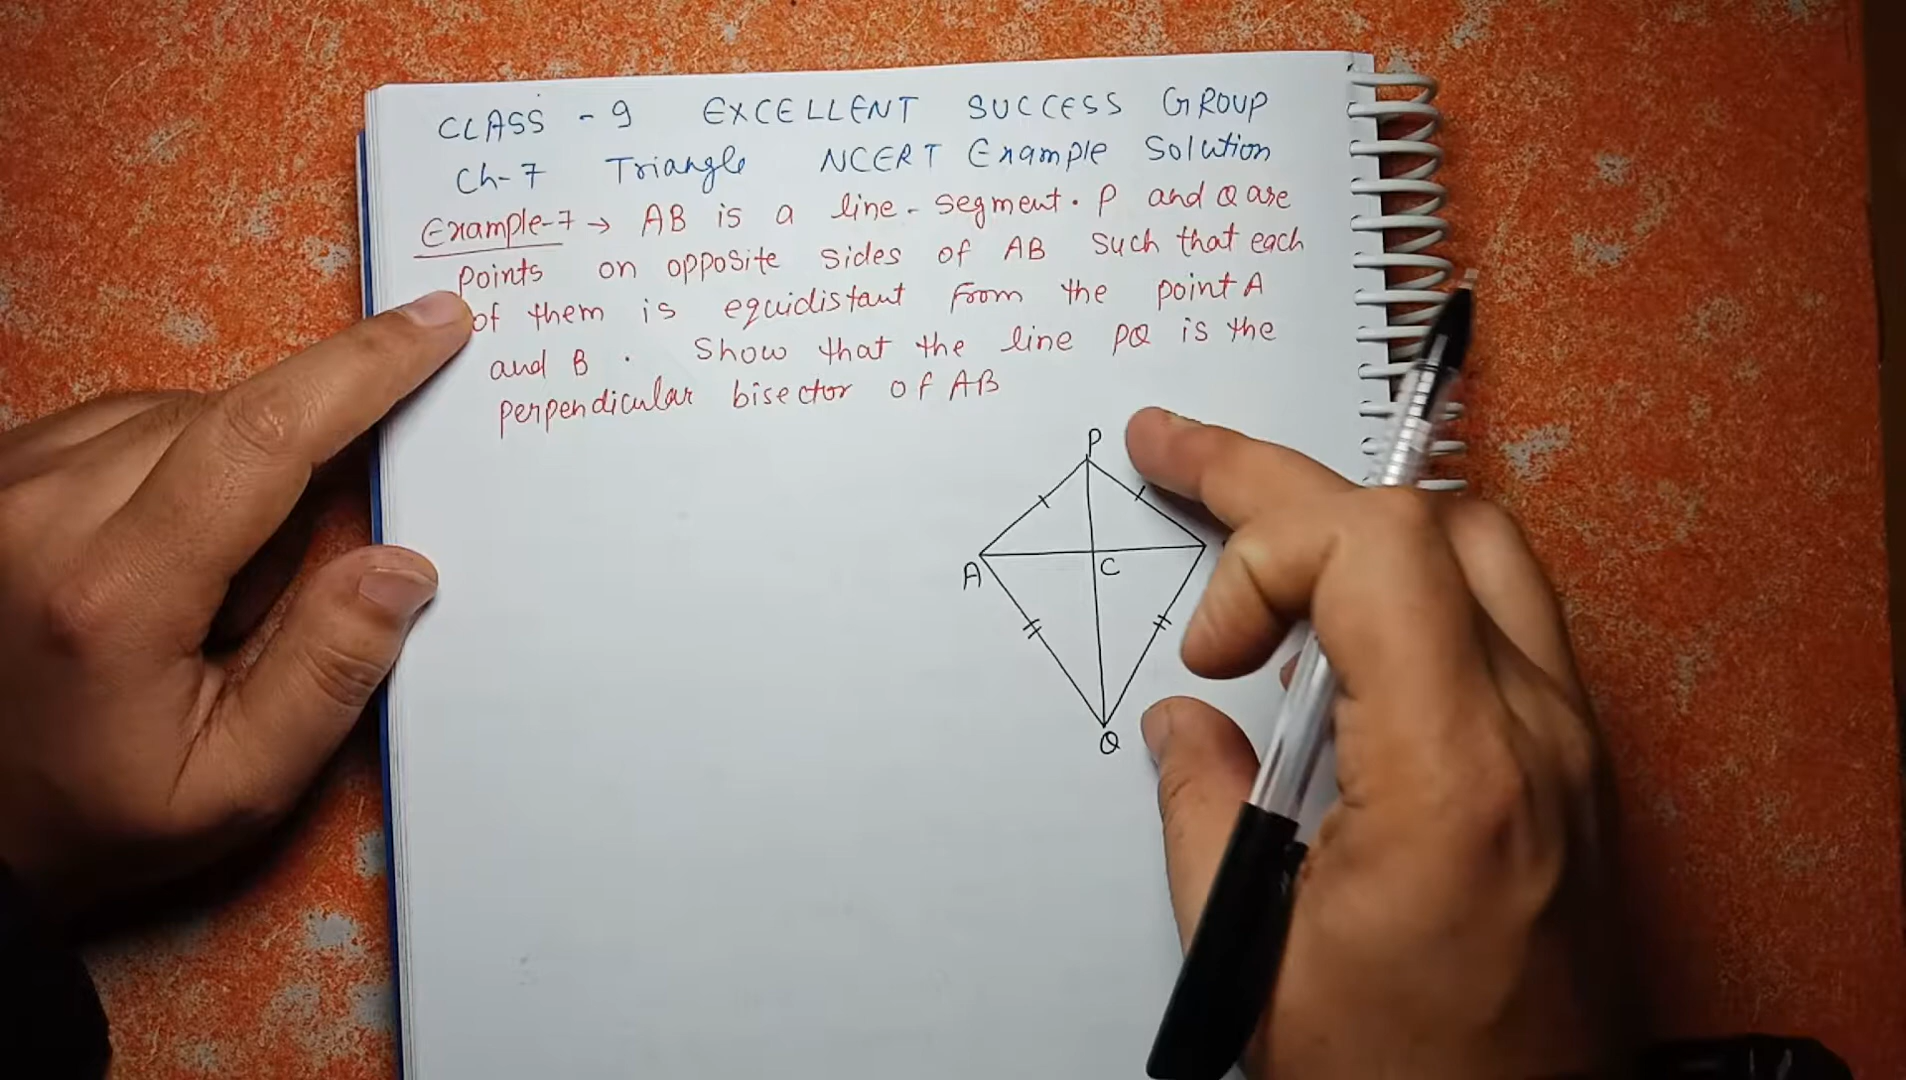 CLASS - 9 EXCELLENT SUCCESS GROUP
Ch-7 Triangle NCERT Example Solution
Example-7 → AB is a line-segment. P and Q are
points on opposite sides of AB such that each
of them is equidistant from the point A
and B. Show that the line PQ is the
perpendicular bisector of AB
P
A
C
Q